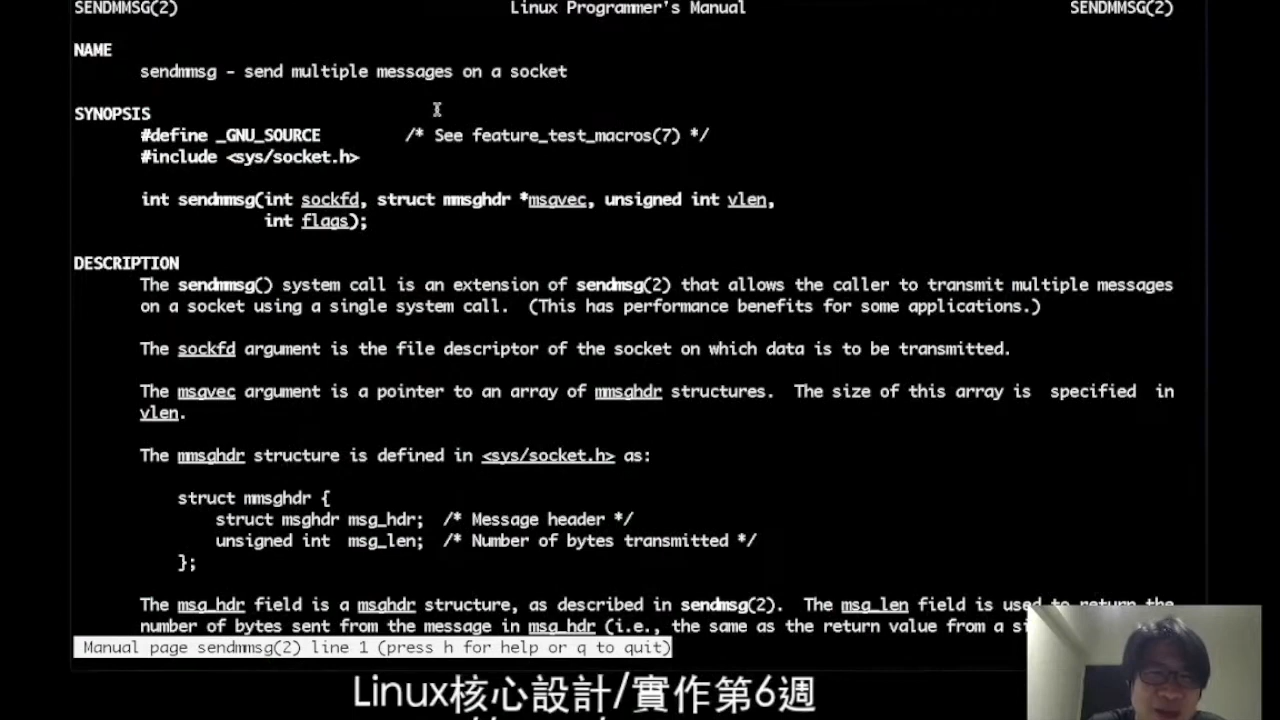 SENDMMSG(2) Linux Programmer's Manual SENDMMSG(2)
NAME
sendmmsg - send multiple messages on a socket
SYNOPSIS
#define _GNU_SOURCE /* See feature_test_macros(7) */
#include <sys/socket.h>
int sendmmsg(int sockfd, struct mmsghdr *msgvec, unsigned int vlen,
int flags);
DESCRIPTION
The sendmmsg() system call is an extension of sendmsg(2) that allows the caller to transmit multiple messages
on a socket using a single system call. (This has performance benefits for some applications.)
The sockfd argument is the file descriptor of the socket on which data is to be transmitted.
The msgvec argument is a pointer to an array of mmsghdr structures. The size of this array is specified in
vlen.
The mmsghdr structure is defined in <sys/socket.h> as:
struct mmsghdr {
struct msghdr msg_hdr; /* Message header */
unsigned int msg_len; /* Number of bytes transmitted */
};
The msg_hdr field is a msghdr structure, as described in sendmsg(2). The msg_len field is used to return the
number of bytes sent from the message in msg_hdr (i.e., the same as the return value from a
Manual page sendmmsg(2) line 1 (press h for help or q to quit)
Linux核心設計/實作第6週